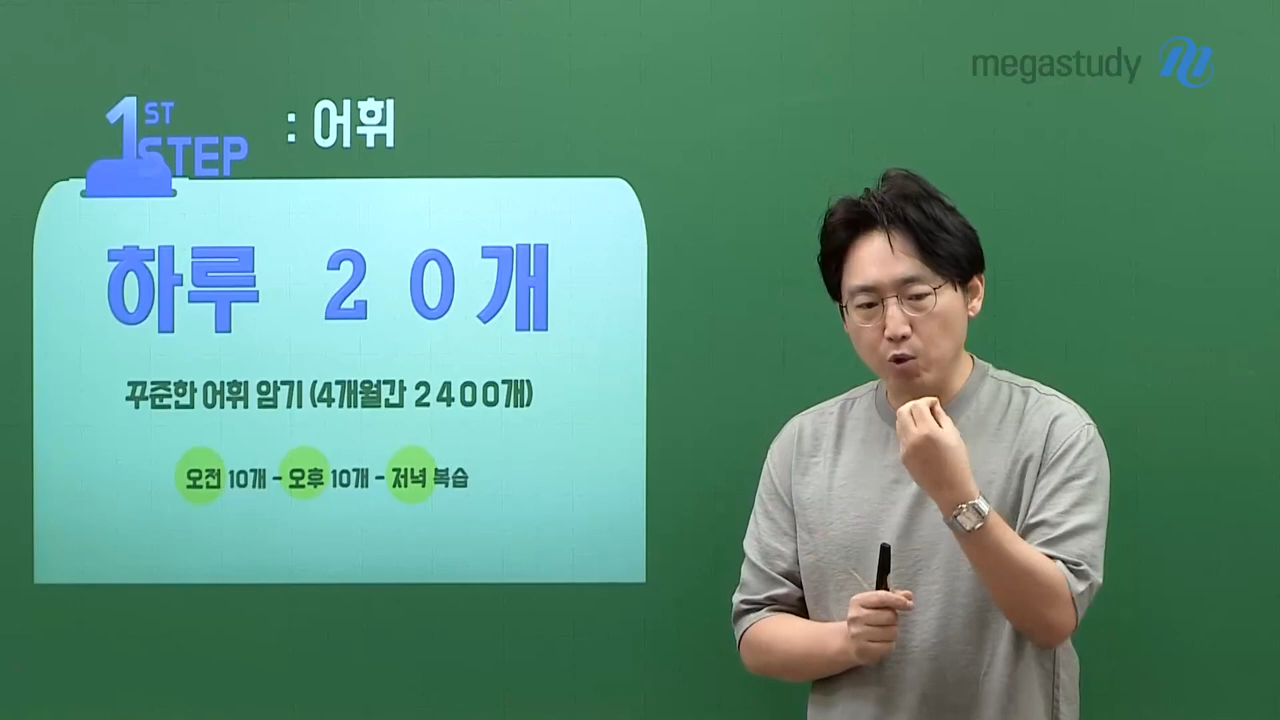 megastudy
1ST STEP : 어휘
하루 20개
꾸준한 어휘 암기 (4개월간 2400개)
오전 10개 - 오후 10개 - 저녁 복습